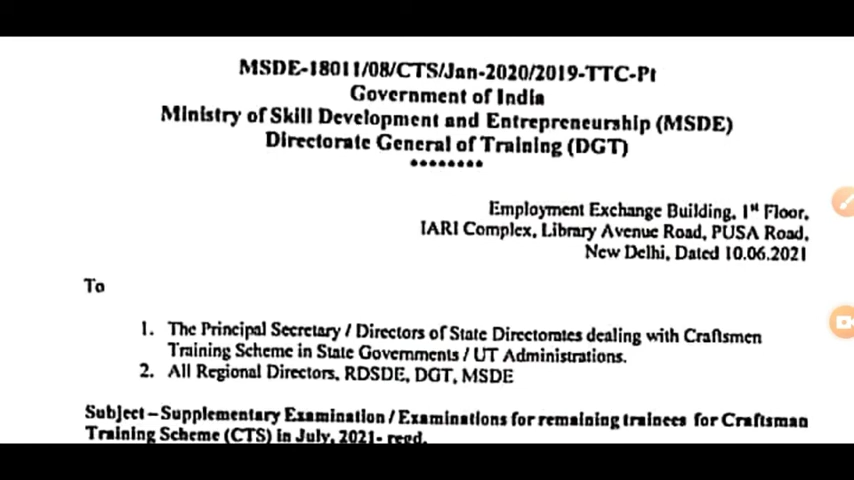 MSDE-18011/08/CTS/Jan-2020/2019-TTC-Pt
Government of India
Ministry of Skill Development and Entrepreneurship (MSDE)
Directorate General of Training (DGT)
********
Employment Exchange Building, 1st Floor,
IARI Complex, Library Avenue Road, PUSA Road,
New Delhi, Dated 10.06.2021
To
1. The Principal Secretary / Directors of State Directorates dealing with Craftsmen
Training Scheme in State Governments / UT Administrations.
2. All Regional Directors, RDSDE, DGT, MSDE
Subject – Supplementary Examination / Examinations for remaining trainees for Craftsman
Training Scheme (CTS) in July, 2021- regd.